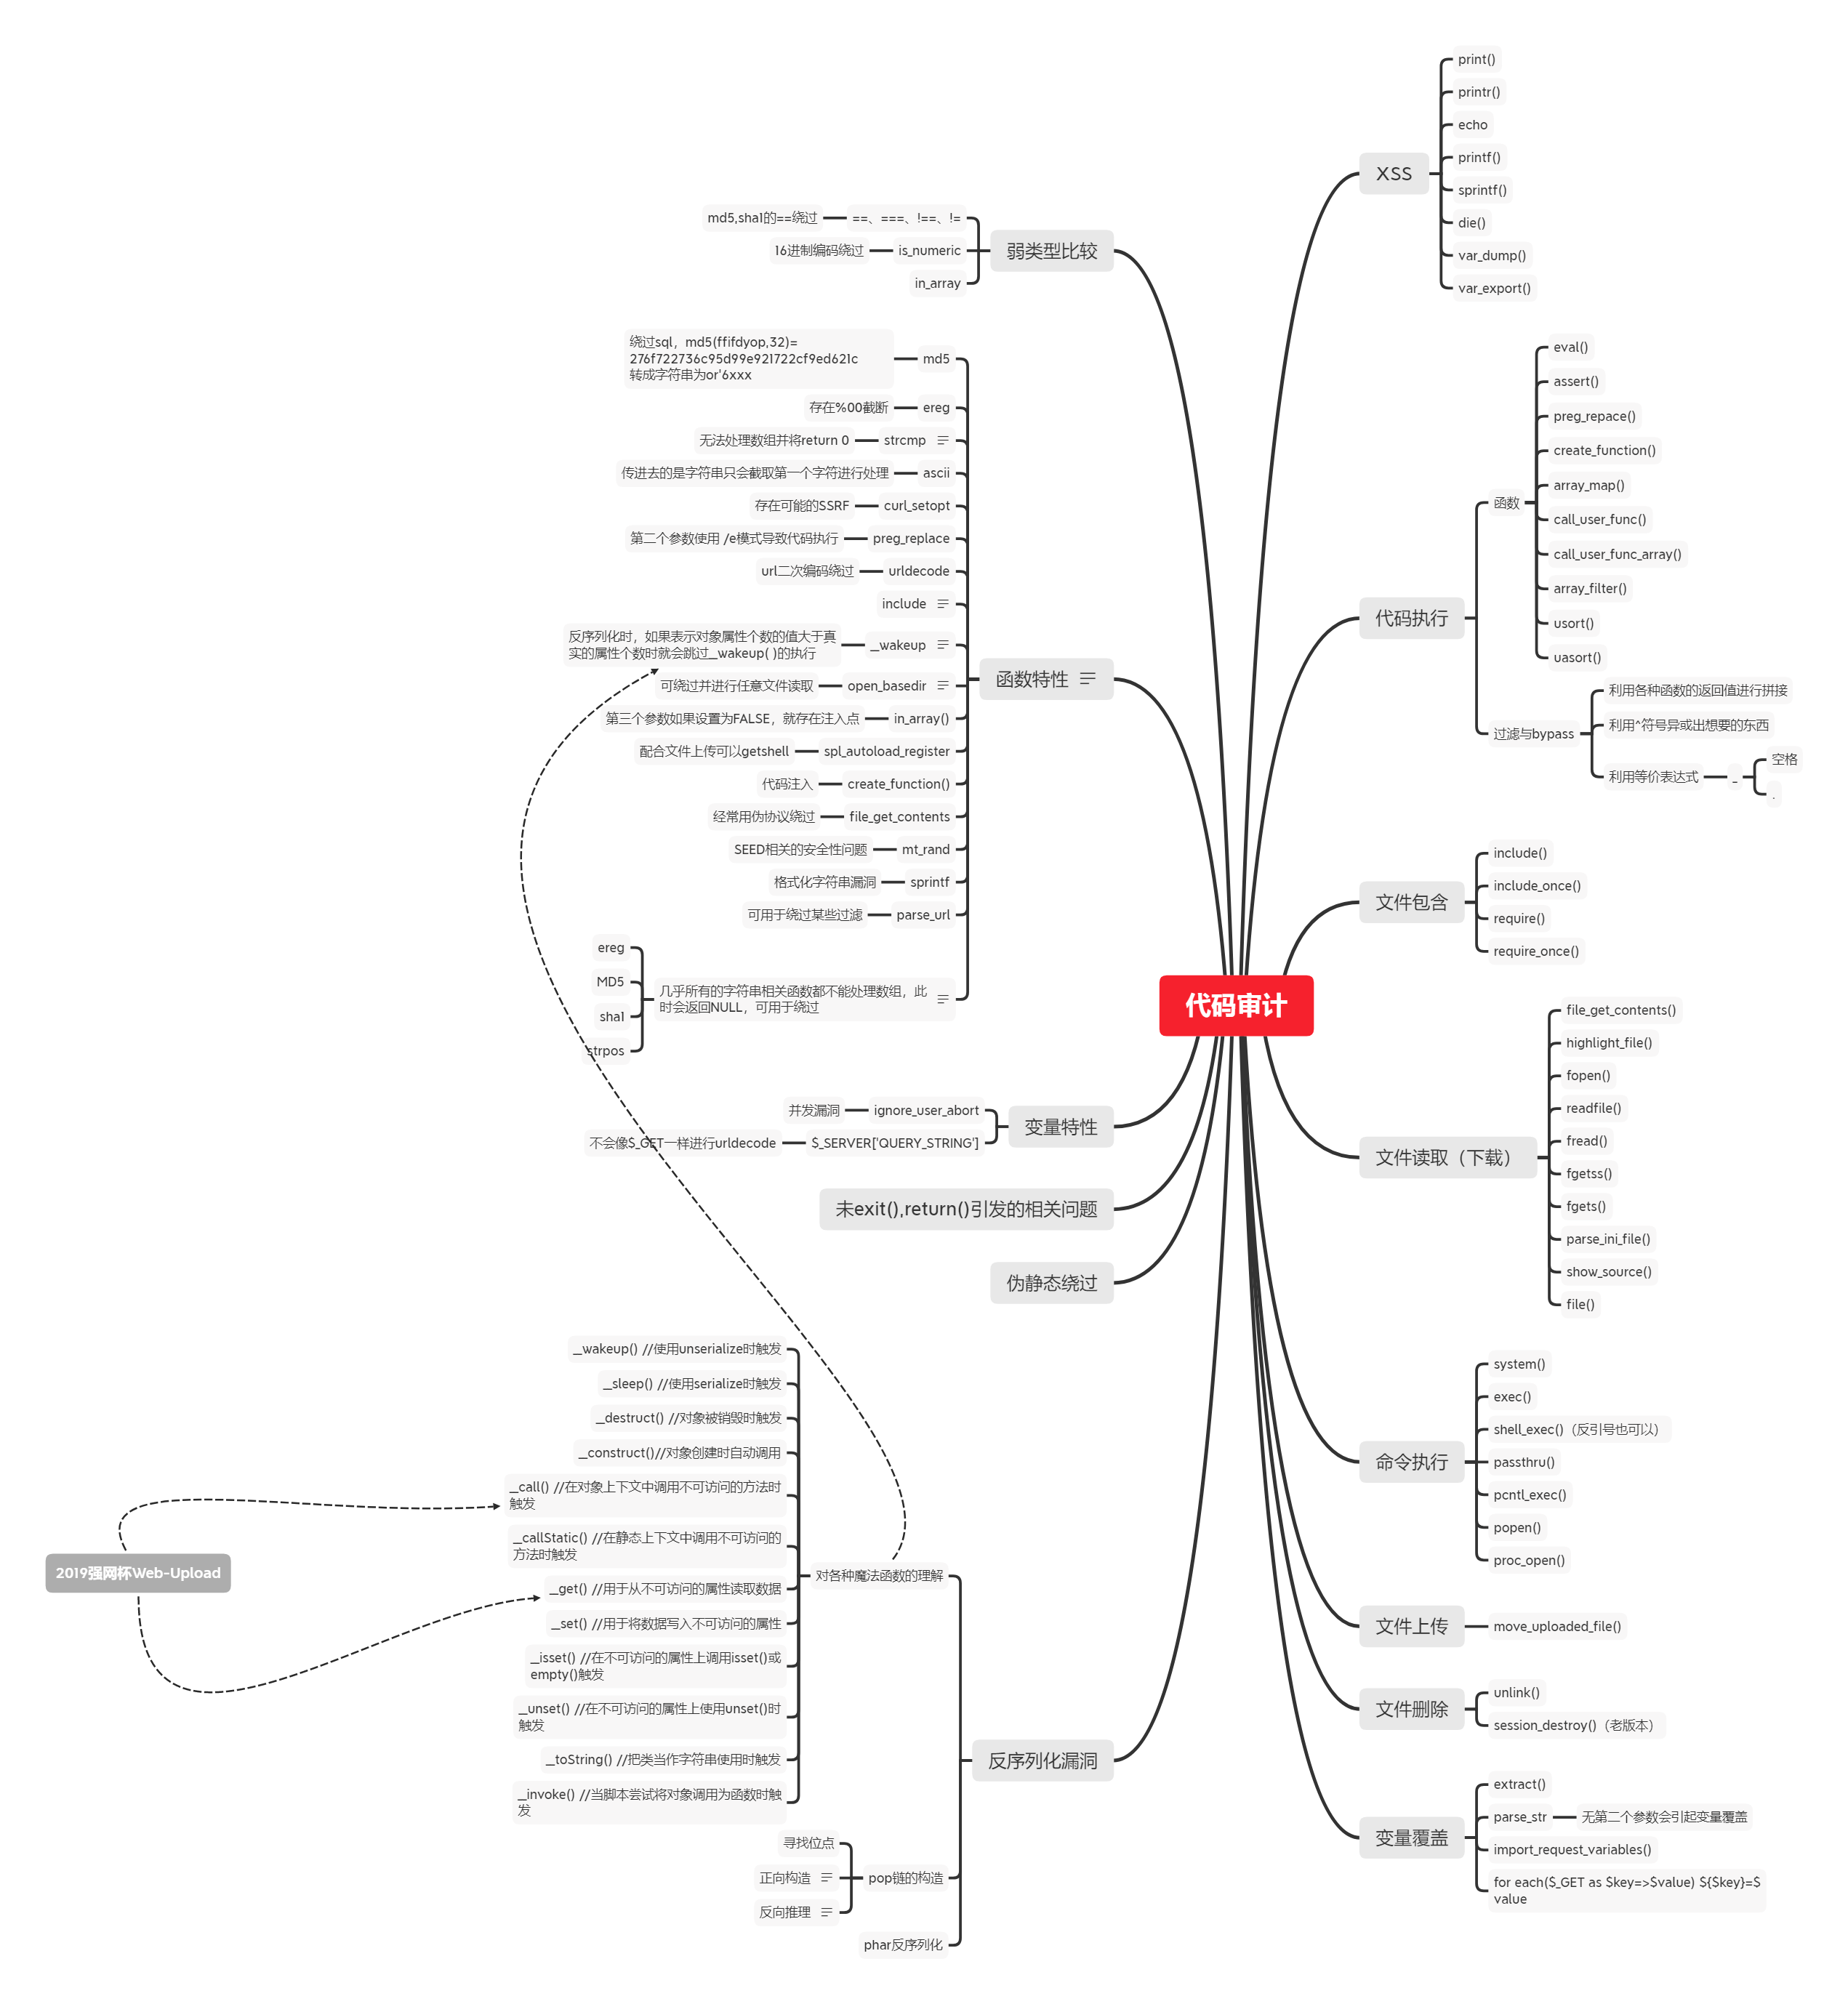 代码审计
XSS
print()
printr()
echo
printf()
sprintf()
die()
var_dump()
var_export()
代码执行
函数
eval()
assert()
preg_repace()
create_function()
array_map()
call_user_func()
call_user_func_array()
array_filter()
usort()
uasort()
过滤与bypass
利用各种函数的返回值进行拼接
利用^符号异或出想要的东西
利用等价表达式
_
空格
.
文件包含
include()
include_once()
require()
require_once()
文件读取（下载）
file_get_contents()
highlight_file()
fopen()
readfile()
fread()
fgetss()
fgets()
parse_ini_file()
show_source()
file()
命令执行
system()
exec()
shell_exec()（反引号也可以）
passthru()
pcntl_exec()
popen()
proc_open()
文件上传
move_uploaded_file()
文件删除
unlink()
session_destroy()（老版本）
变量覆盖
extract()
parse_str
无第二个参数会引起变量覆盖
import_request_variables()
for each($_GET as $key=>$value) ${$key}=$
value
弱类型比较
==、===、!==、!=
md5,sha1的==绕过
is_numeric
16进制编码绕过
in_array
函数特性
md5
绕过sql，md5(ffifdyop,32)=
276f722736c95d99e921722cf9ed621c
转成字符串为or'6xxx
ereg
存在%00截断
strcmp
无法处理数组并将return 0
ascii
传进去的是字符串只会截取第一个字符进行处理
curl_setopt
存在可能的SSRF
preg_replace
第二个参数使用 /e模式导致代码执行
urldecode
url二次编码绕过
include
__wakeup
反序列化时，如果表示对象属性个数的值大于真
实的属性个数时就会跳过__wakeup( )的执行
open_basedir
可绕过并进行任意文件读取
in_array()
第三个参数如果设置为FALSE，就存在注入点
spl_autoload_register
配合文件上传可以getshell
create_function()
代码注入
file_get_contents
经常用伪协议绕过
mt_rand
SEED相关的安全性问题
sprintf
格式化字符串漏洞
parse_url
可用于绕过某些过滤
几乎所有的字符串相关函数都不能处理数组，此
时会返回NULL，可用于绕过
ereg
MD5
sha1
strpos
变量特性
ignore_user_abort
并发漏洞
$_SERVER['QUERY_STRING']
不会像$_GET一样进行urldecode
未exit(),return()引发的相关问题
伪静态绕过
反序列化漏洞
对各种魔法函数的理解
__wakeup() //使用unserialize时触发
__sleep() //使用serialize时触发
__destruct() //对象被销毁时触发
__construct()//对象创建时自动调用
__call() //在对象上下文中调用不可访问的方法时
触发
__callStatic() //在静态上下文中调用不可访问的
方法时触发
__get() //用于从不可访问的属性读取数据
__set() //用于将数据写入不可访问的属性
__isset() //在不可访问的属性上调用isset()或
empty()触发
__unset() //在不可访问的属性上使用unset()时
触发
__toString() //把类当作字符串使用时触发
__invoke() //当脚本尝试将对象调用为函数时触
发
pop链的构造
寻找位点
正向构造
反向推理
phar反序列化
2019强网杯Web-Upload